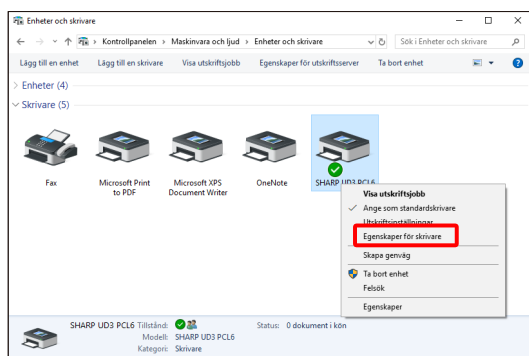 Enheter och skrivare
Kontrollpanelen › Maskinvara och ljud › Enheter och skrivare
Sök i Enheter och skrivare
Lägg till en enhet Lägg till en skrivare Visa utskriftsjobb Egenskaper för utskriftsserver Ta bort enhet
Enheter (4)
Skrivare (5)
Fax
Microsoft Print
to PDF
Microsoft XPS
Document Writer
OneNote
SHARP UD3 PCL6
Visa utskriftsjobb
Ange som standardskrivare
Utskriftsinställningar
Egenskaper för skrivare
Skapa genväg
Ta bort enhet
Felsök
Egenskaper
SHARP UD3 PCL6 Tillstånd: Status: 0 dokument i kön
Modell: SHARP UD3 PCL6
Kategori: Skrivare